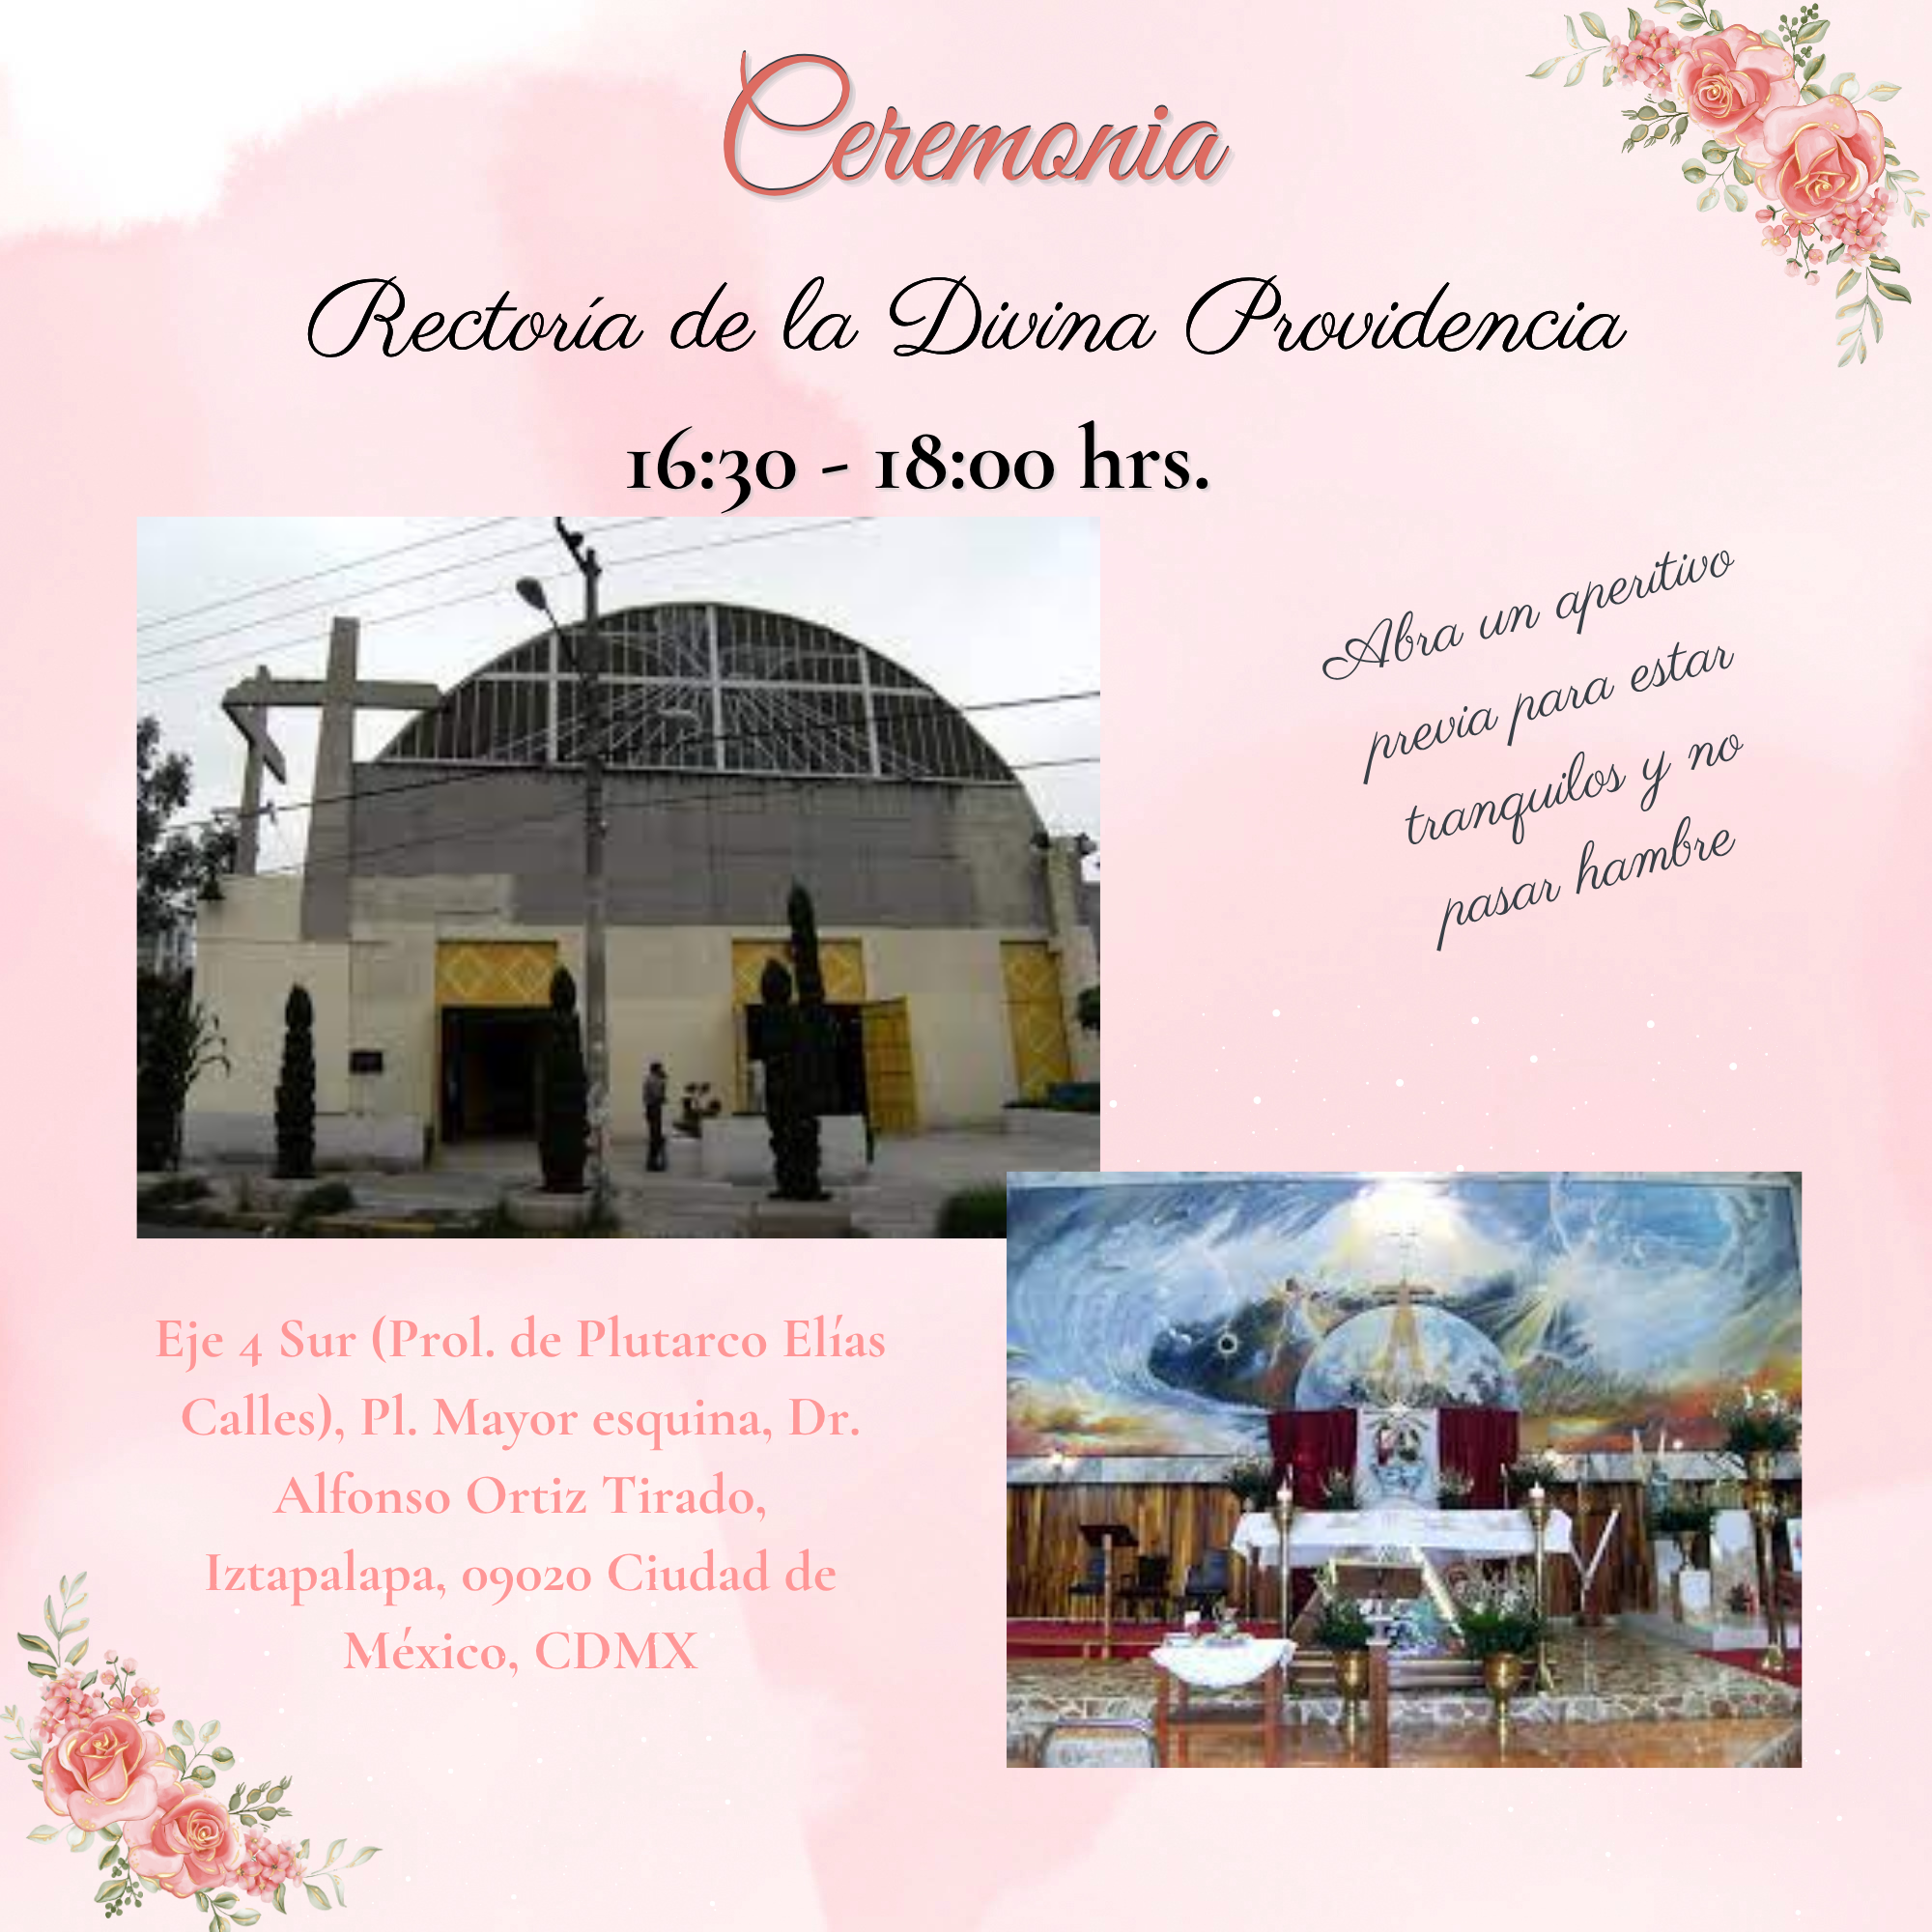 Ceremonia
Rectoría de la Divina Providencia
16:30 - 18:00 hrs.
Abra un aperitivo
previa para estar
tranquilos y no
pasar hambre
Eje 4 Sur (Prol. de Plutarco Elías
Calles), Pl. Mayor esquina, Dr.
Alfonso Ortiz Tirado,
Iztapalapa, 09020 Ciudad de
México, CDMX